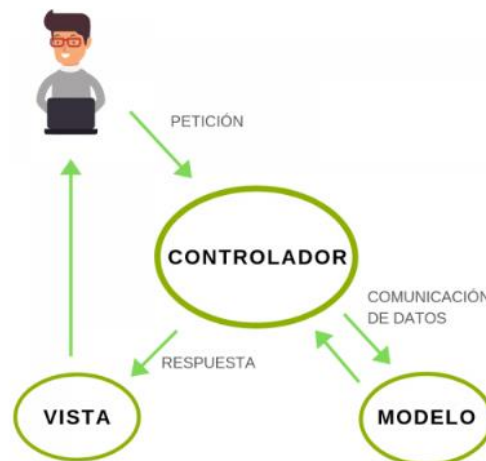 PETICIÓN
CONTROLADOR
COMUNICACIÓN
DE DATOS
RESPUESTA
VISTA
MODELO